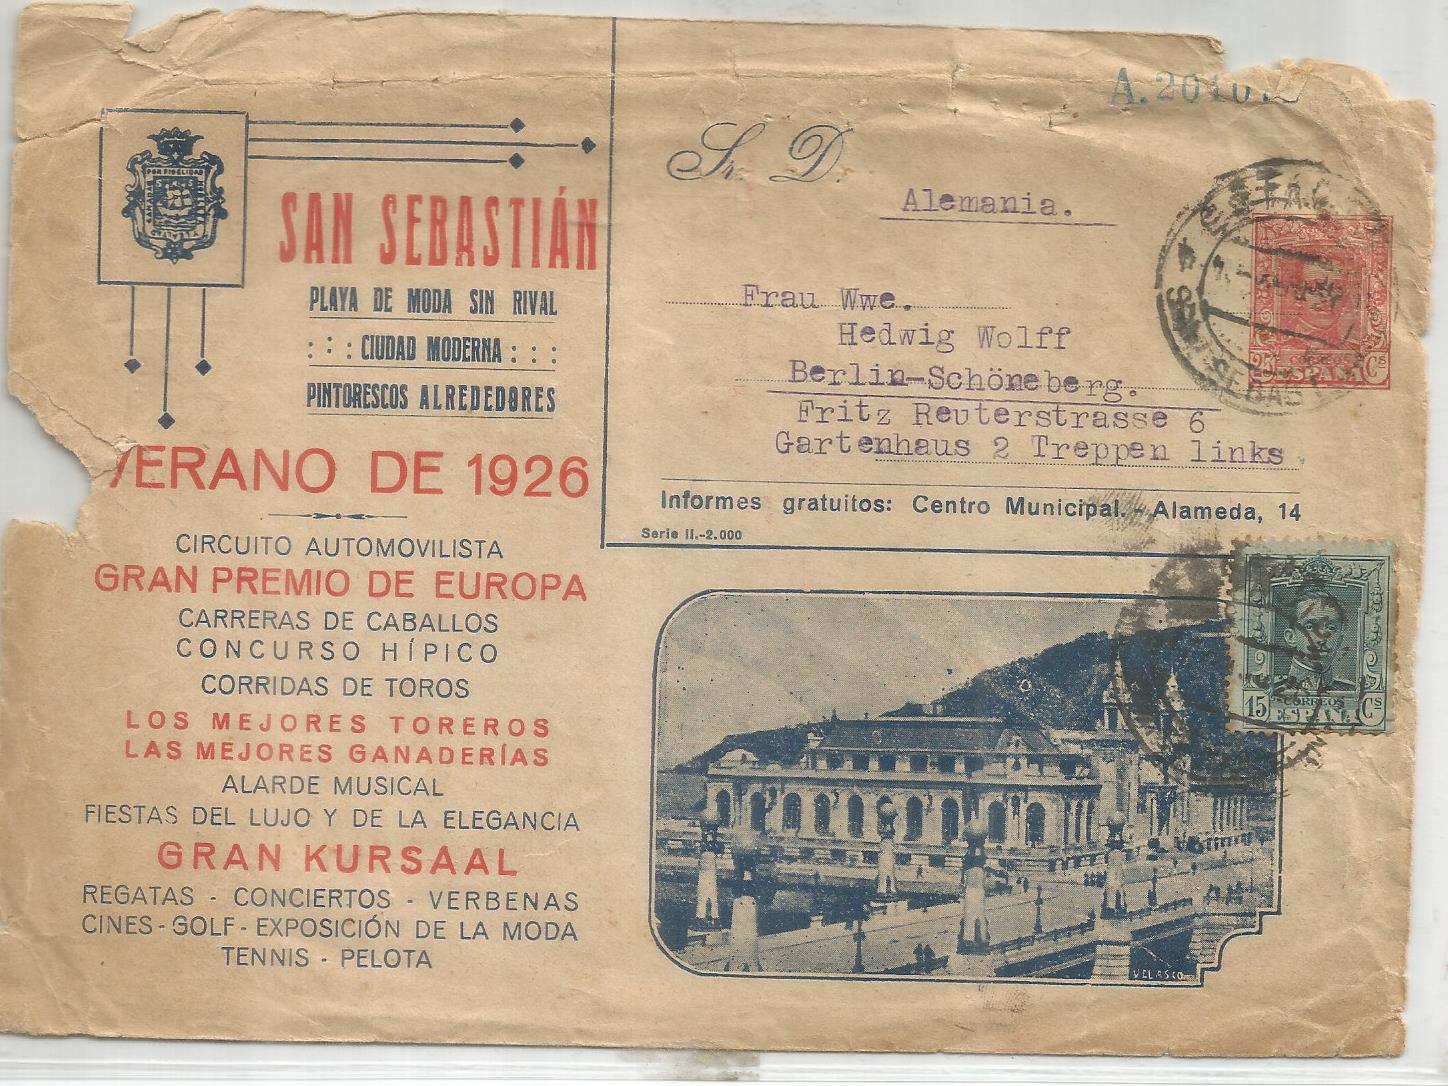 SAN SEBASTIÁN
PLAYA DE MODA SIN RIVAL
CIUDAD MODERNA
PINTORESCOS ALREDEDORES
VERANO DE 1926
CIRCUITO AUTOMOVILISTA
GRAN PREMIO DE EUROPA
CARRERAS DE CABALLOS
CONCURSO HÍPICO
CORRIDAS DE TOROS
LOS MEJORES TOREROS
LAS MEJORES GANADERÍAS
ALARDE MUSICAL
FIESTAS DEL LUJO Y DE LA ELEGANCIA
GRAN KURSAAL
REGATAS - CONCIERTOS - VERBENAS
CINES - GOLF - EXPOSICIÓN DE LA MODA
TENNIS - PELOTA
Sr. D.
Alemania.
Frau Wwe.
Hedwig Wolff
Berlin-Schöneberg.
Fritz Reuterstrasse 6
Gartenhaus 2 Treppen links.
Informes gratuitos: Centro Municipal. - Alameda, 14
Serie II.-2.000
25 CORREOS Cs
ESPAÑA
15 CORREOS Cs
ESPAÑA
VELASCO